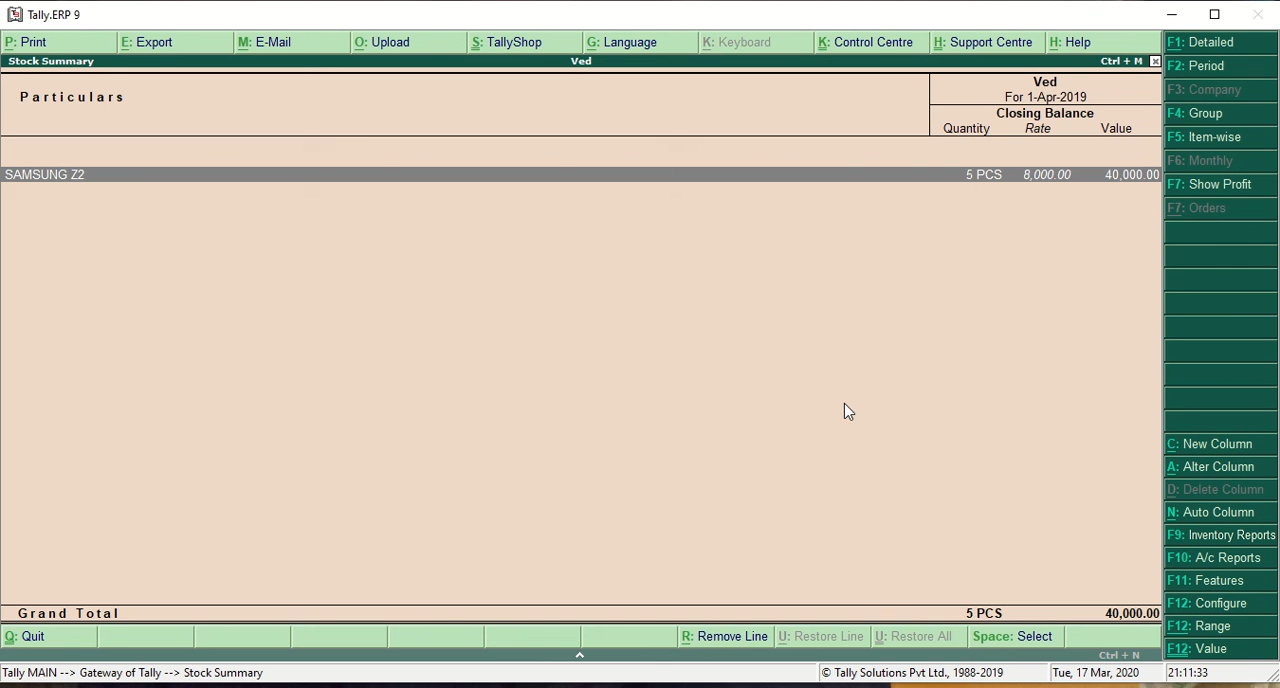 Tally.ERP 9
P: Print E: Export M: E-Mail O: Upload S: TallyShop G: Language K: Keyboard K: Control Centre H: Support Centre H: Help
Stock Summary Ved Ctrl + M
Particulars
Ved
For 1-Apr-2019
Closing Balance
Quantity Rate Value
SAMSUNG Z2 5 PCS 8,000.00 40,000.00
Grand Total 5 PCS 40,000.00
F1: Detailed
F2: Period
F3: Company
F4: Group
F5: Item-wise
F6: Monthly
F7: Show Profit
F7: Orders
C: New Column
A: Alter Column
D: Delete Column
N: Auto Column
F9: Inventory Reports
F10: A/c Reports
F11: Features
F12: Configure
F12: Range
F12: Value
Q: Quit R: Remove Line U: Restore Line U: Restore All Space: Select
Ctrl + N
Tally MAIN --> Gateway of Tally --> Stock Summary © Tally Solutions Pvt Ltd., 1988-2019 Tue, 17 Mar, 2020 21:11:33